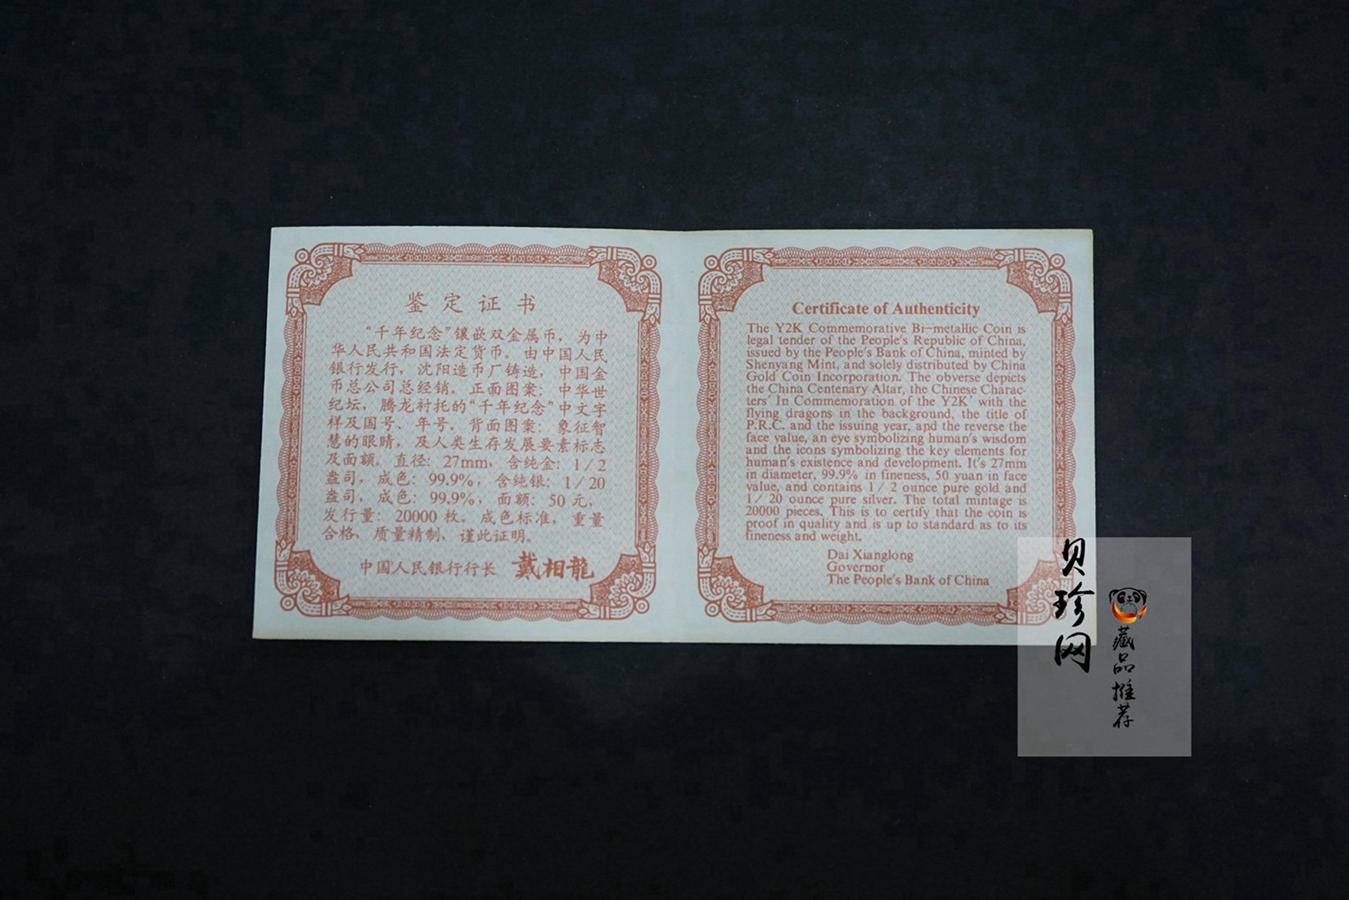 鉴定证书
“千年纪念”镶嵌双金属币，为中
华人民共和国法定货币。由中国人民
银行发行，沈阳造币厂铸造，中国金
币总公司总经销。正面图案：中华世
纪坛，腾龙衬托的“千年纪念”中文字
样及国号、年号。背面图案：象征智
慧的眼睛，及人类生存发展要素标志
及面额。直径：27mm，含纯金：1/2
盎司，成色：99.9%，含纯银：1/20
盎司，成色：99.9%，面额：50元，
发行量：20000枚。成色标准，重量
合格，质量精制，谨此证明。
中国人民银行行长 戴相龍
Certificate of Authenticity
The Y2K Commemorative Bi-metallic Coin is
legal tender of the People's Republic of China,
issued by the People's Bank of China, minted by
Shenyang Mint, and solely distributed by China
Gold Coin Incorporation. The obverse depicts
the China Centenary Altar, the Chinese Charac-
ters' In Commemoration of the Y2K' with the
flying dragons in the background, the title of
P.R.C. and the issuing year, and the reverse the
face value, an eye symbolizing human's wisdom
and the icons symbolizing the key elements for
human's existence and development. It's 27mm
in diameter, 99.9% in fineness, 50 yuan in face
value, and contains 1/2 ounce pure gold and
1/20 ounce pure silver. The total mintage is
20000 pieces. This is to certify that the coin is
proof in quality and is up to standard as to its
fineness and weight.
Dai Xianglong
Governor
The People's Bank of China
贝珍网
藏品推荐